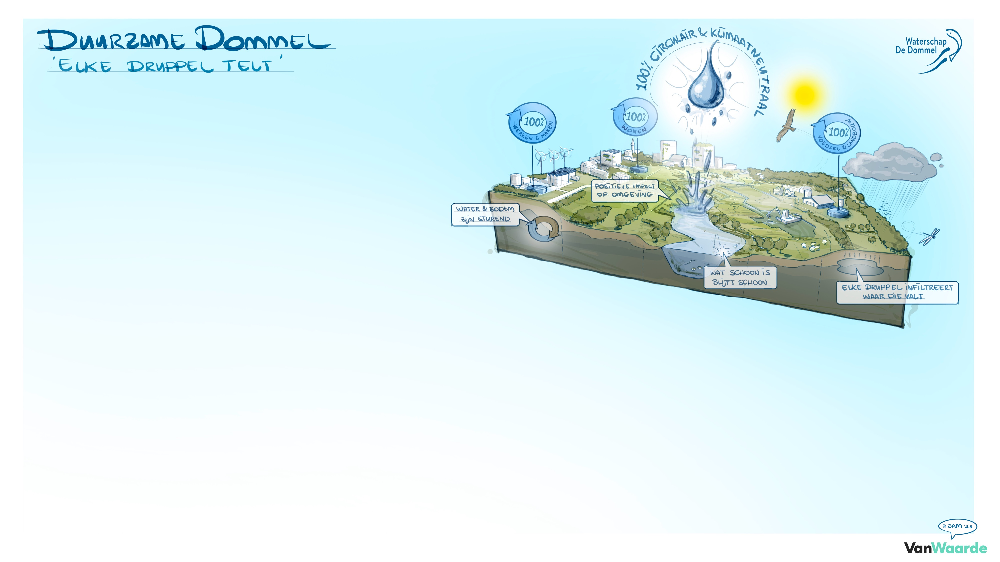 DUURZAME DOMMEL
'ELKE DRUPPEL TELT'
100% CIRCULAIR & KLIMAATNEUTRAAL
Waterschap
De Dommel
100%
WERKEN & MAKEN
100%
WONEN
100%
VOEDSEL & LANDBOUW
POSITIEVE IMPACT
OP OMGEVING
WATER & BODEM
ZIJN STUREND
WAT SCHOON IS
BLIJFT SCHOON
ELKE DRUPPEL INFILTREERT
WAAR DIE VALT
& JAM '23
VanWaarde